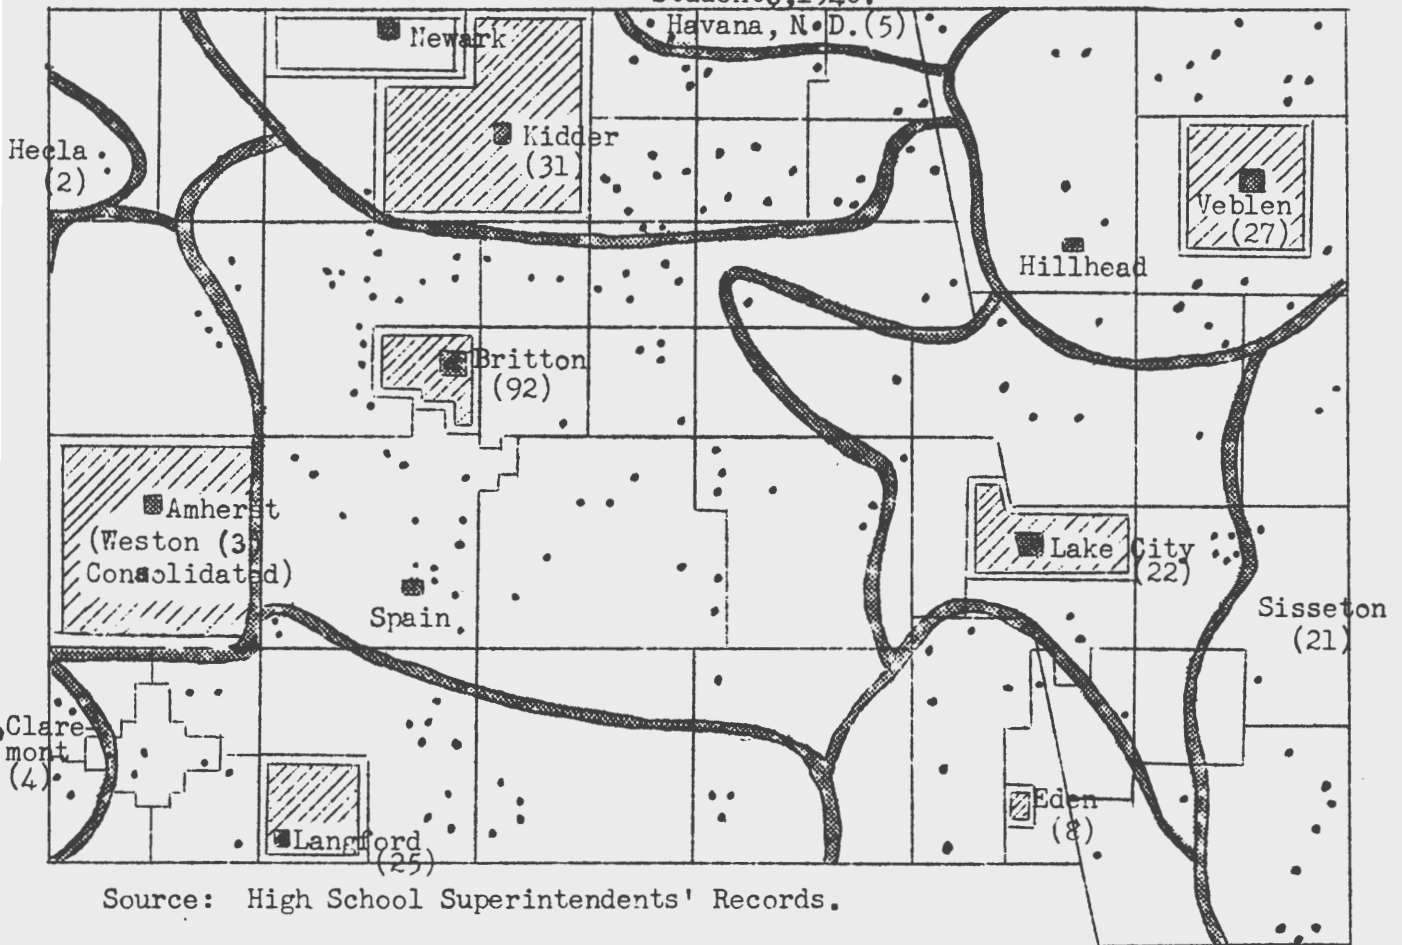 Havana, N. D.(5)
Newark
Kidder
(31)
Hecla
(2)
Veblen
(27)
Hillhead
Britton
(92)
Amherst
(Weston (3
Consolidated)
Lake City
(22)
Spain
Sisseton
(21)
Clare-
mont
(4)
Eden
(8)
Langford
(25)
Source: High School Superintendents' Records.